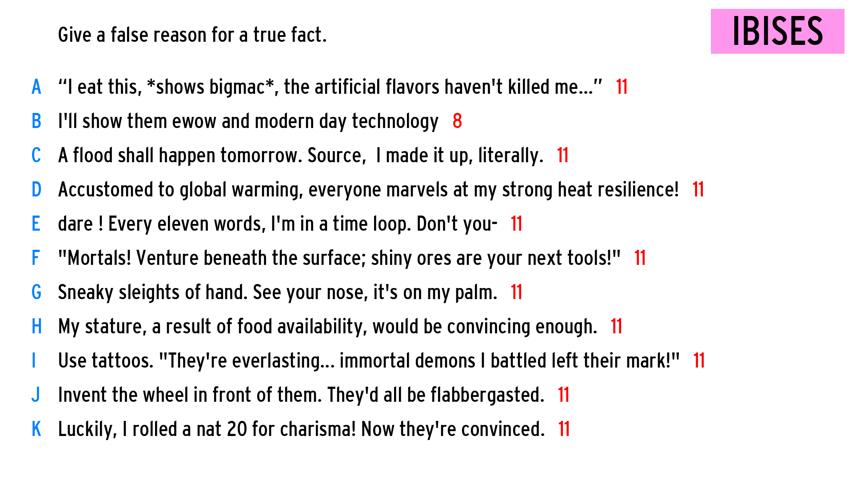 Give a false reason for a true fact.
IBISES
A “I eat this, *shows bigmac*, the artificial flavors haven't killed me...” 11
B I'll show them ewow and modern day technology 8
C A flood shall happen tomorrow. Source,  I made it up, literally. 11
D Accustomed to global warming, everyone marvels at my strong heat resilience! 11
E dare ! Every eleven words, I'm in a time loop. Don't you- 11
F "Mortals! Venture beneath the surface; shiny ores are your next tools!" 11
G Sneaky sleights of hand. See your nose, it's on my palm. 11
H My stature, a result of food availability, would be convincing enough. 11
I Use tattoos. "They're everlasting... immortal demons I battled left their mark!" 11
J Invent the wheel in front of them. They'd all be flabbergasted. 11
K Luckily, I rolled a nat 20 for charisma! Now they're convinced. 11